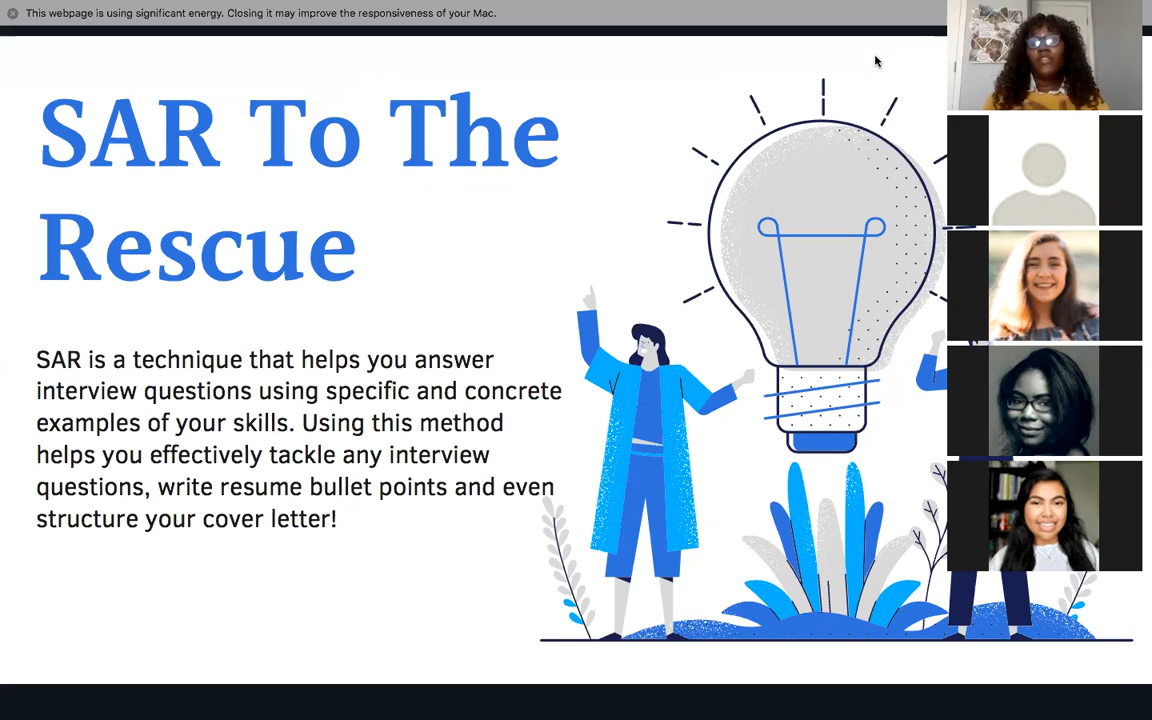 This webpage is using significant energy. Closing it may improve the responsiveness of your Mac.
SAR To The
Rescue
SAR is a technique that helps you answer
interview questions using specific and concrete
examples of your skills. Using this method
helps you effectively tackle any interview
questions, write resume bullet points and even
structure your cover letter!